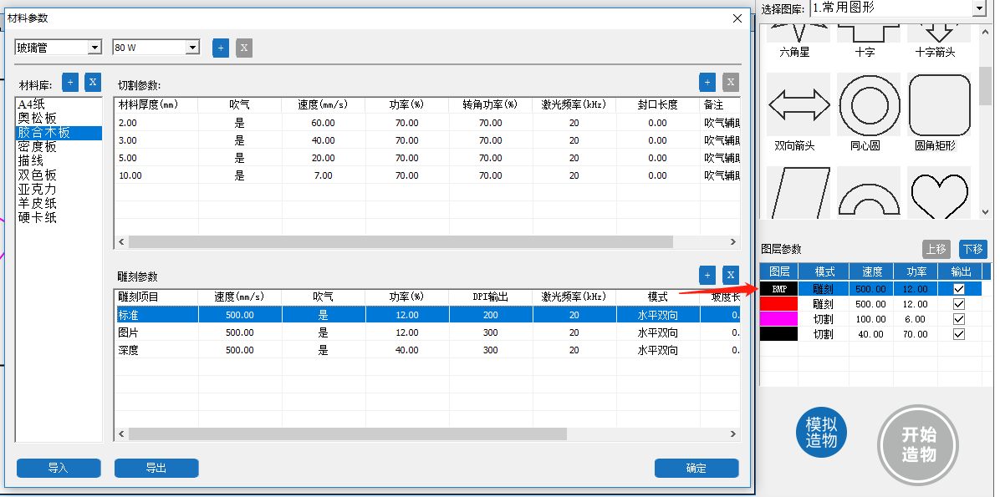 材料参数
玻璃管 80 W + X
材料库: + X
A4纸
奥松板
胶合木板
密度板
描线
双色板
亚克力
羊皮纸
硬卡纸
切割参数: + X
材料厚度(mm) 吹气 速度(mm/s) 功率(%) 转角功率(%) 激光频率(kHz) 封口长度 备注
2.00 是 60.00 70.00 70.00 20 0.00 吹气辅助
3.00 是 40.00 70.00 70.00 20 0.00 吹气辅助
5.00 是 20.00 70.00 70.00 20 0.00 吹气辅助
10.00 是 7.00 70.00 70.00 20 0.00 吹气辅助
雕刻参数 + X
雕刻项目 速度(mm/s) 吹气 功率(%) DPI输出 激光频率(kHz) 模式 坡度长
标准 500.00 是 12.00 200 20 水平双向 0.
图片 500.00 是 12.00 300 20 水平双向 0.
深度 500.00 是 40.00 300 20 水平双向 0.
导入 导出 确定
选择图库: 1.常用图形
六角星 十字 十字箭头
双向箭头 同心圆 圆角矩形
图层参数 上移 下移
图层 模式 速度 功率 输出
BMP 雕刻 500.00 12.00
雕刻 500.00 12.00
切割 100.00 6.00
切割 40.00 70.00
模拟
造物
开始
造物